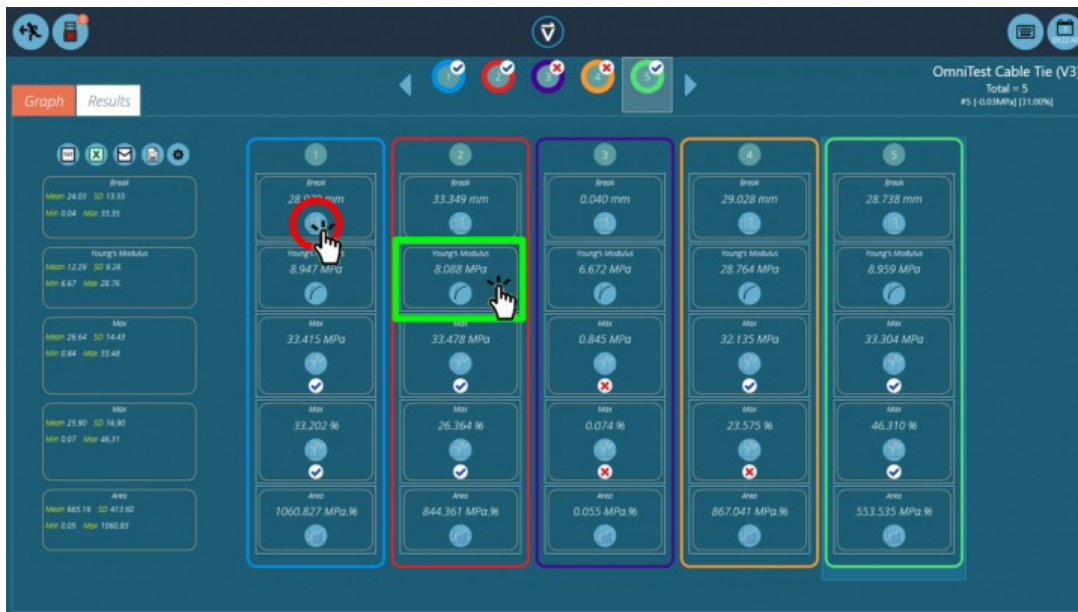 OmniTest Cable Tie (V3)
Total = 5
#5 [-0.03MPa] [31.00%]
Graph Results
1 2 3 4 5
TXT
Break
Mean 24.03 SD 13.55
Min 0.04 Max 33.35
Young's Modulus
Mean 12.29 SD 9.26
Min 6.67 Max 28.76
Max
Mean 26.64 SD 14.43
Min 0.84 Max 33.48
Max
Mean 25.90 SD 16.90
Min 0.07 Max 46.31
Area
Mean 665.16 SD 413.60
Min 0.05 Max 1060.83
1
Break
mm
Young's
8.947 MPa
Max
33.415 MPa
Max
33.202 %
Area
1060.827 MPa.%
2
Break
33.349 mm
Young's Modulus
8.088 MPa
Max
33.478 MPa
Max
26.364 %
Area
844.361 MPa.%
3
Break
0.040 mm
Young's Modulus
6.672 MPa
Max
0.845 MPa
Max
0.074 %
Area
0.055 MPa.%
4
Break
29.028 mm
Young's Modulus
28.764 MPa
Max
32.135 MPa
Max
23.575 %
Area
867.041 MPa.%
5
Break
28.738 mm
Young's Modulus
8.959 MPa
Max
33.304 MPa
Max
46.310 %
Area
553.535 MPa.%